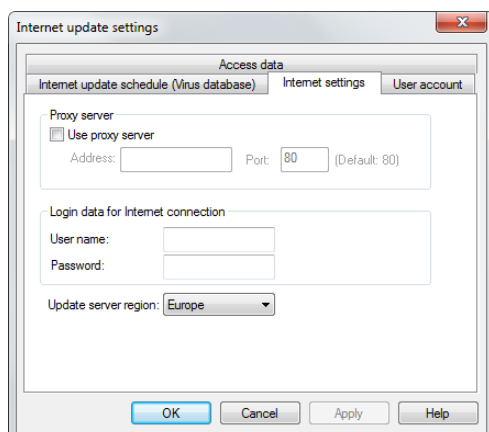 Internet update settings
Access data
Internet update schedule (Virus database) Internet settings User account
Proxy server
Use proxy server
Address: Port: 80 (Default: 80)
Login data for Internet connection
User name:
Password:
Update server region: Europe
OK Cancel Apply Help